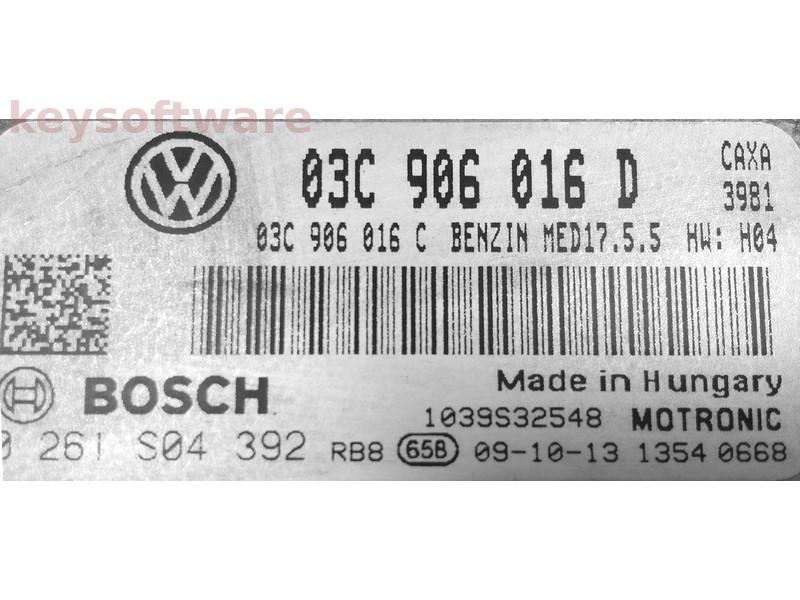 keysoftware
03C 906 016 D
CAXA
3981
03C 906 016 C BENZIN MED17.5.5 HW: H04
BOSCH
Made in Hungary
1039S32548 MOTRONIC
0 261 S04 392 RB8 65B 09-10-13 1354 0668